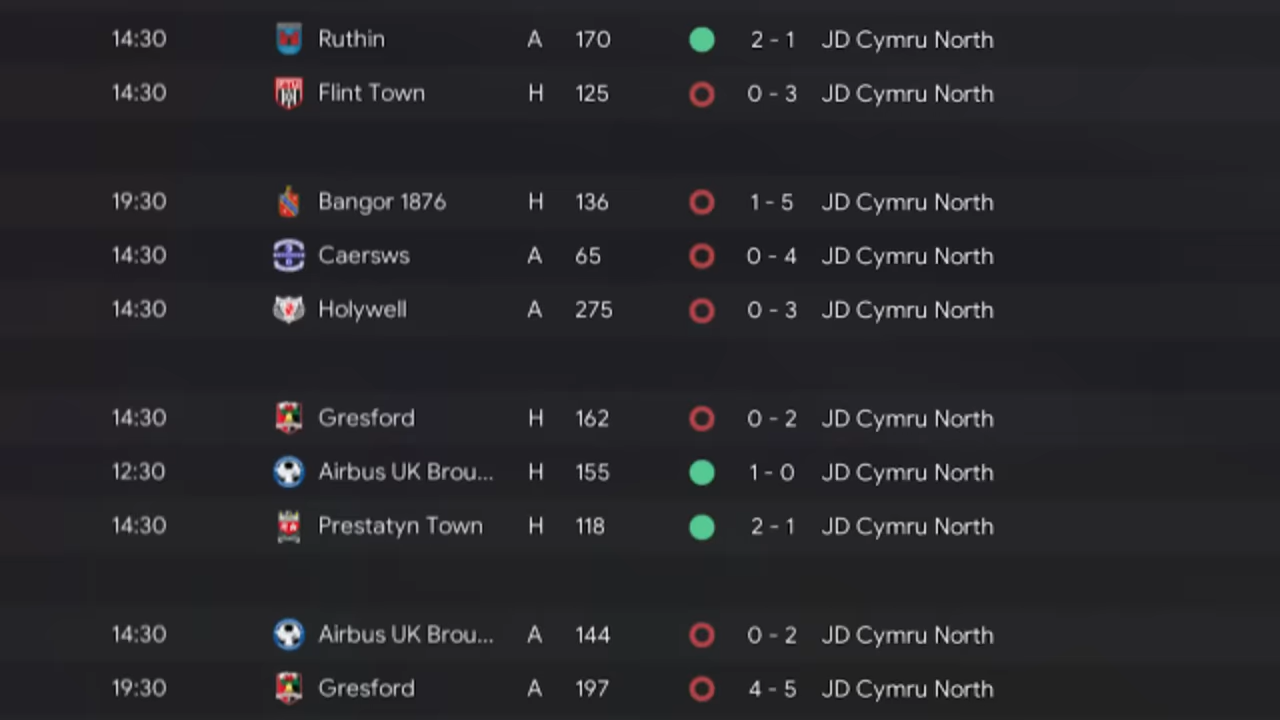 14:30 Ruthin A 170 2 - 1 JD Cymru North
14:30 Flint Town H 125 0 - 3 JD Cymru North
19:30 Bangor 1876 H 136 1 - 5 JD Cymru North
14:30 Caersws A 65 0 - 4 JD Cymru North
14:30 Holywell A 275 0 - 3 JD Cymru North
14:30 Gresford H 162 0 - 2 JD Cymru North
12:30 Airbus UK Brou... H 155 1 - 0 JD Cymru North
14:30 Prestatyn Town H 118 2 - 1 JD Cymru North
14:30 Airbus UK Brou... A 144 0 - 2 JD Cymru North
19:30 Gresford A 197 4 - 5 JD Cymru North